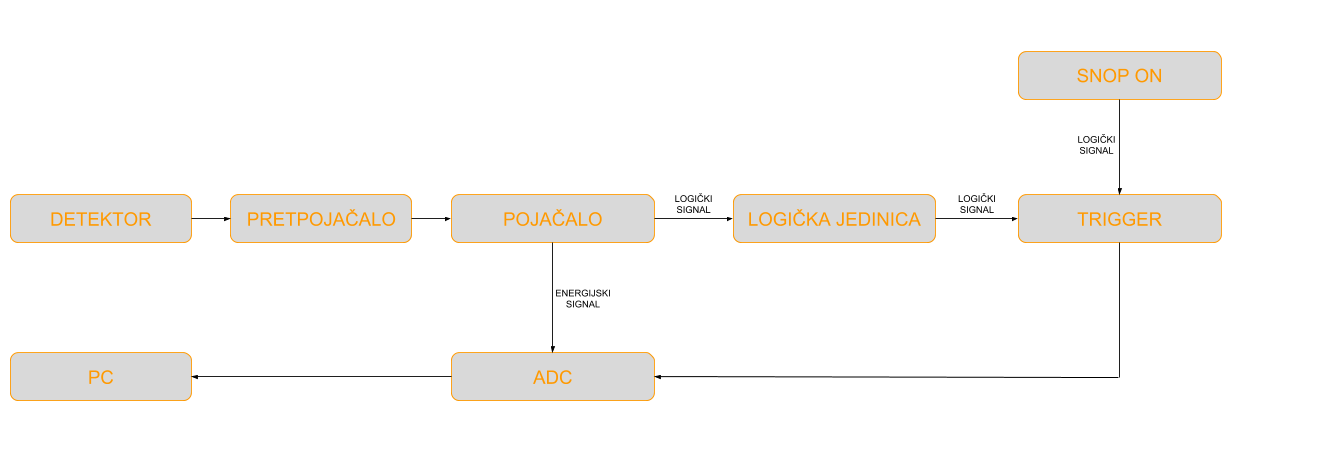 SNOP ON
LOGIČKI
SIGNAL
DETEKTOR
PRETPOJAČALO
POJAČALO
LOGIČKI
SIGNAL
LOGIČKA JEDINICA
LOGIČKI
SIGNAL
TRIGGER
ENERGIJSKI
SIGNAL
PC
ADC